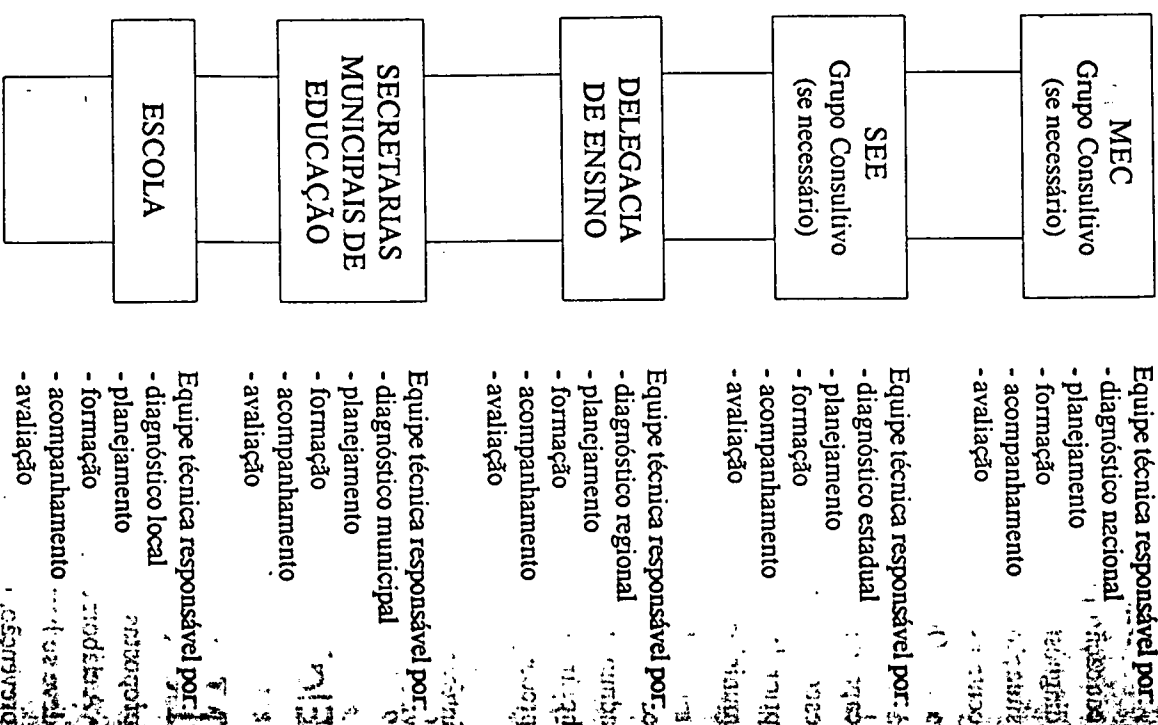 MEC
Grupo Consultivo
(se necessário)
Equipe técnica responsável por:
- diagnóstico nacional
- planejamento
- formação
- acompanhamento
- avaliação
SEE
Grupo Consultivo
(se necessário)
Equipe técnica responsável por:
- diagnóstico estadual
- planejamento
- formação
- acompanhamento
- avaliação
DELEGACIA
DE ENSINO
Equipe técnica responsável por:
- diagnóstico regional
- planejamento
- formação
- acompanhamento
- avaliação
SECRETARIAS
MUNICIPAIS DE
EDUCAÇÃO
Equipe técnica responsável por:
- diagnóstico municipal
- planejamento
- formação
- acompanhamento
- avaliação
ESCOLA
Equipe técnica responsável por:
- diagnóstico local
- planejamento
- formação
- acompanhamento
- avaliação